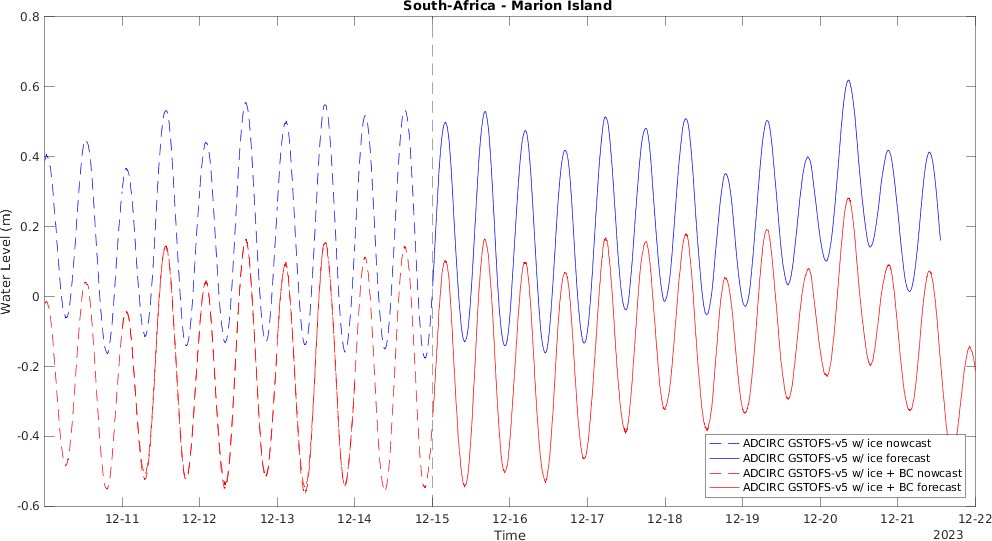 South-Africa - Marion Island
0.8
0.6
0.4
0.2
0
-0.2
-0.4
-0.6
Water Level (m)
ADCIRC GSTOFS-v5 w/ ice nowcast
ADCIRC GSTOFS-v5 w/ ice forecast
ADCIRC GSTOFS-v5 w/ ice + BC nowcast
ADCIRC GSTOFS-v5 w/ ice + BC forecast
12-11 12-12 12-13 12-14 12-15 12-16 12-17 12-18 12-19 12-20 12-21 12-22
Time 2023